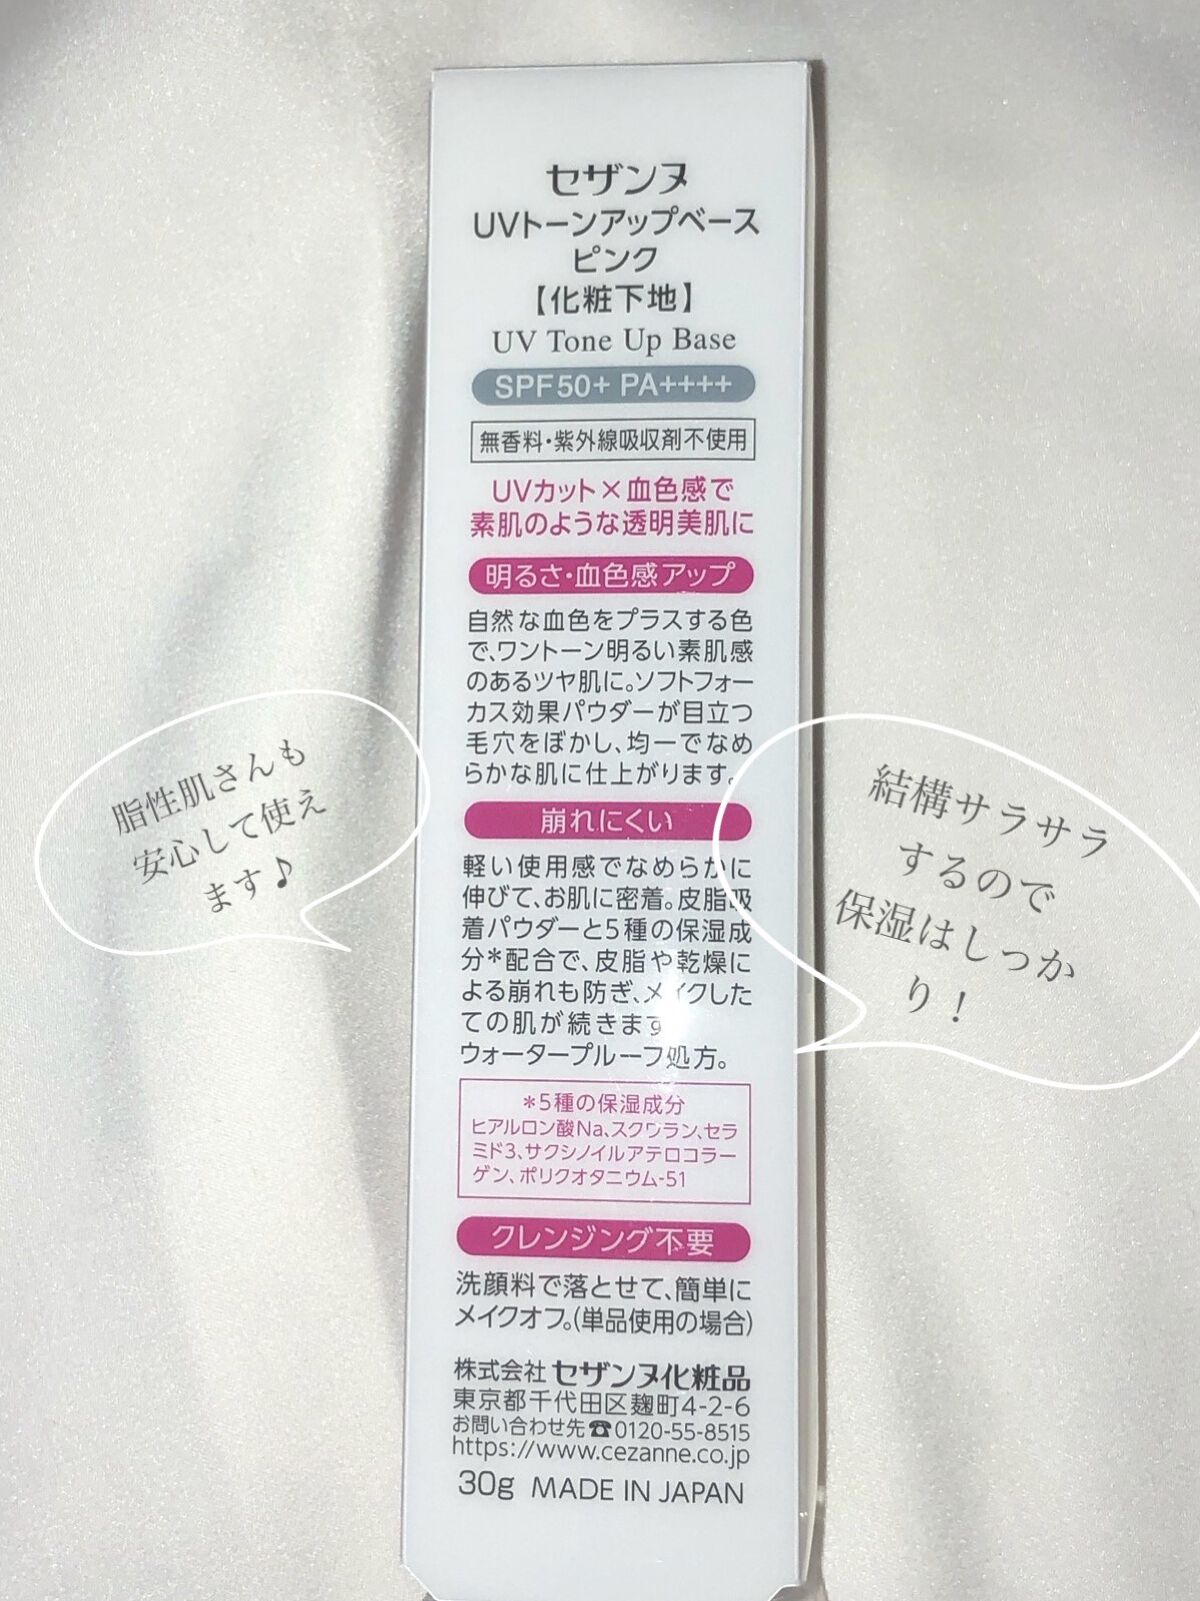 セザンヌ
UVトーンアップベース
ピンク
【化粧下地】
UV Tone Up Base
SPF50+ PA++++
無香料・紫外線吸収剤不使用
UVカット×血色感で
素肌のような透明美肌に
明るさ・血色感アップ
自然な血色をプラスする色
で、ワントーン明るい素肌感
のあるツヤ肌に。ソフトフォー
カス効果パウダーが目立つ
毛穴をぼかし、均一でなめ
らかな肌に仕上がります。
崩れにくい
軽い使用感でなめらかに
伸びて、お肌に密着。皮脂吸
着パウダーと5種の保湿成
分*配合で、皮脂や乾燥に
よる崩れも防ぎ、メイクした
ての肌が続きます
ウォータープルーフ処方。
*5種の保湿成分
ヒアルロン酸Na、スクワラン、セラ
ミド3、サクシノイルアテロコラー
ゲン、ポリクオタニウム-51
クレンジング不要
洗顔料で落とせて、簡単に
メイクオフ。(単品使用の場合)
株式会社 セザンヌ化粧品
東京都千代田区麹町4-2-6
お問い合わせ先☎0120-55-8515
https://www.cezanne.co.jp
30g MADE IN JAPAN
脂性肌さんも
安心して使え
ます♪
結構サラサラ
するので
保湿はしっか
り！